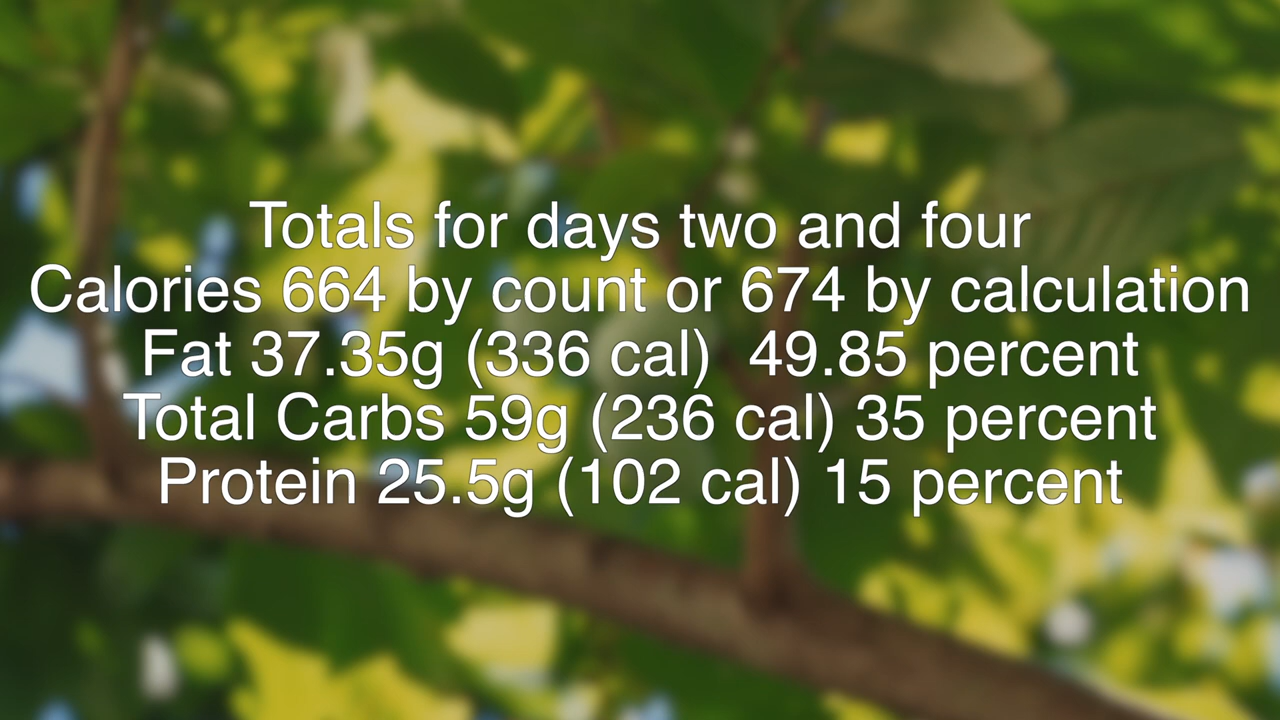 Totals for days two and four
Calories 664 by count or 674 by calculation
Fat 37.35g (336 cal)  49.85 percent
Total Carbs 59g (236 cal) 35 percent
Protein 25.5g (102 cal) 15 percent